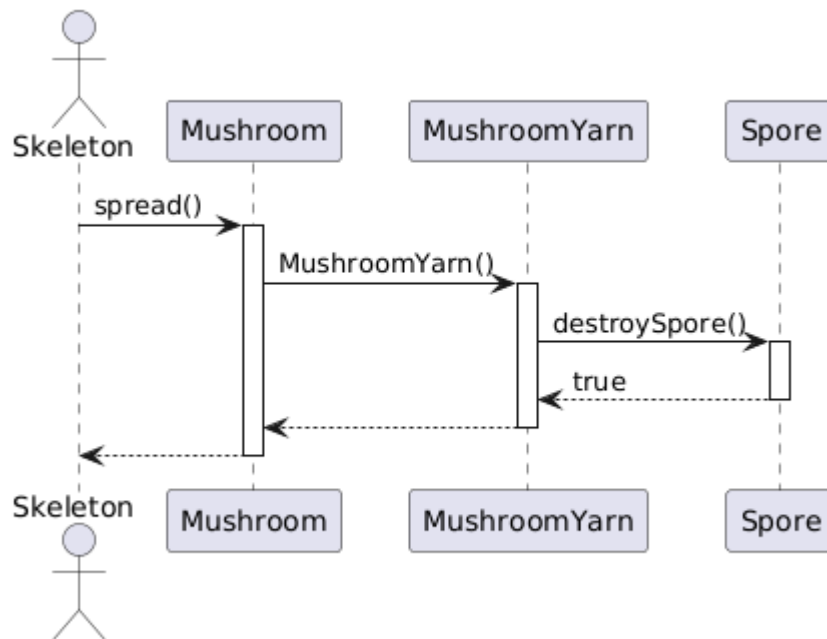 Skeleton
Mushroom
MushroomYarn
Spore
spread()
MushroomYarn()
destroySpore()
true
Skeleton
Mushroom
MushroomYarn
Spore